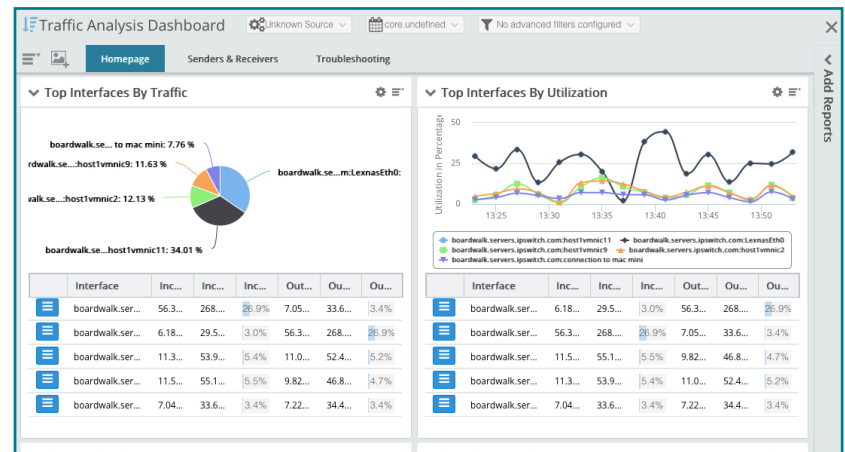 Traffic Analysis Dashboard
Unknown Source
core.undefined
No advanced filters configured
Homepage
Senders & Receivers
Troubleshooting
Add Reports
Top Interfaces By Traffic
boardwalk.se... to mac mini: 7.76 %
rdwalk.se...:host1vmnic9: 11.63 %
boardwalk.se...m:LexnasEth0:
valk.se...:host1vmnic2: 12.13 %
boardwalk.se...host1vmnic11: 34.01 %
Interface Inc... Inc... Inc... Out... Ou... Ou...
boardwalk.ser... 56.3... 268.... 26.9% 7.05... 33.6... 3.4%
boardwalk.ser... 6.18... 29.5... 3.0% 56.3... 268.... 26.9%
boardwalk.ser... 11.3... 53.9... 5.4% 11.0... 52.4... 5.2%
boardwalk.ser... 11.5... 55.1... 5.5% 9.82... 46.8... 4.7%
boardwalk.ser... 7.04... 33.6... 3.4% 7.22... 34.4... 3.4%
Top Interfaces By Utilization
Utilization in Percentage
50
25
0
13:25 13:30 13:35 13:40 13:45 13:50
boardwalk.servers.ipswitch.com:host1vmnic11 boardwalk.servers.ipswitch.com:LexnasEth0
boardwalk.servers.ipswitch.com:host1vmnic9 boardwalk.servers.ipswitch.com:host1vmnic2
boardwalk.servers.ipswitch.com:connection to mac mini
Interface Inc... Inc... Inc... Out... Out... Ou...
boardwalk.ser... 6.18... 29.5... 3.0% 56.3... 268.... 26.9%
boardwalk.ser... 56.3... 268.... 26.9% 7.05... 33.6... 3.4%
boardwalk.ser... 11.5... 55.1... 5.5% 9.82... 46.8... 4.7%
boardwalk.ser... 11.3... 53.9... 5.4% 11.0... 52.4... 5.2%
boardwalk.ser... 7.04... 33.6... 3.4% 7.22... 34.4... 3.4%